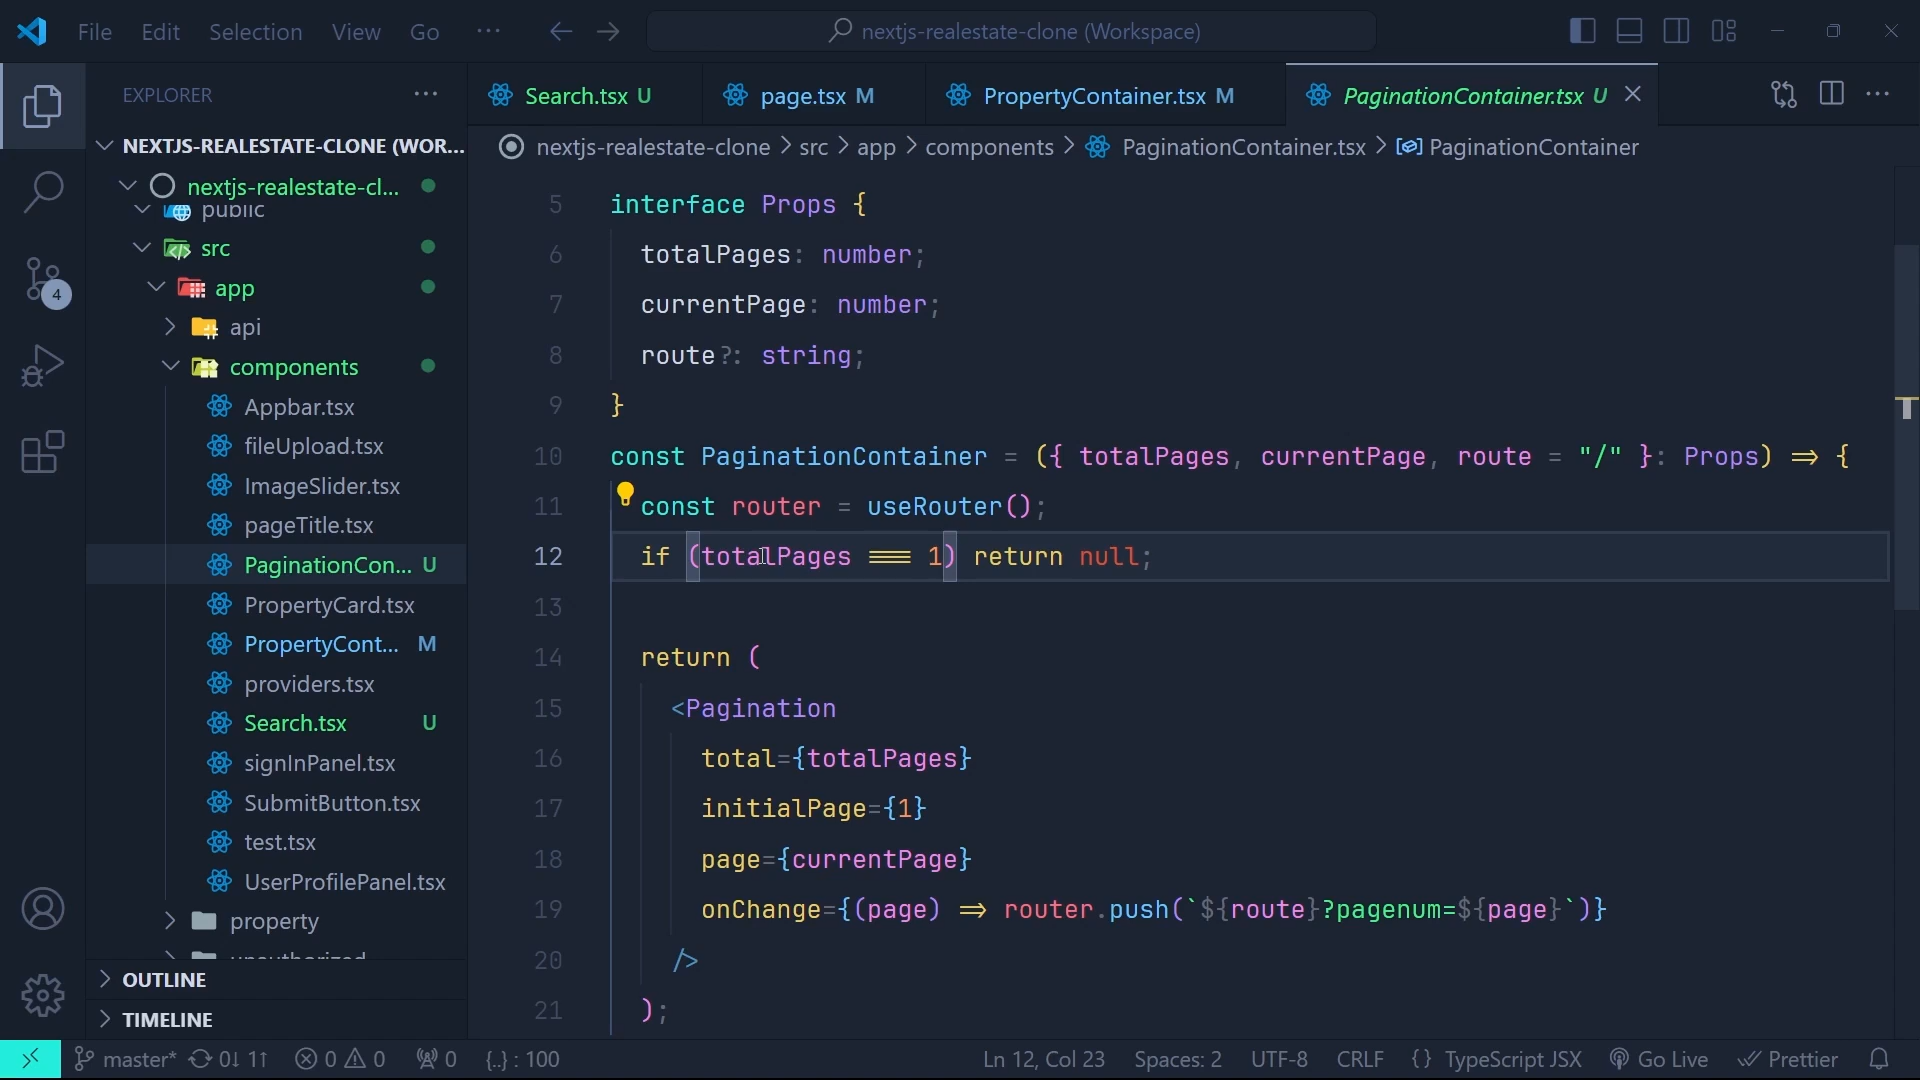 File Edit Selection View Go ··· nextjs-realestate-clone (Workspace)
EXPLORER ···
Search.tsx U page.tsx M PropertyContainer.tsx M PaginationContainer.tsx U
nextjs-realestate-clone > src > app > components > PaginationContainer.tsx > PaginationContainer
NEXTJS-REALESTATE-CLONE (WOR...
nextjs-realestate-cl...
public
src
app
api
components
Appbar.tsx
fileUpload.tsx
ImageSlider.tsx
pageTitle.tsx
PaginationCon... U
PropertyCard.tsx
PropertyCont... M
providers.tsx
Search.tsx U
signInPanel.tsx
SubmitButton.tsx
test.tsx
UserProfilePanel.tsx
property
OUTLINE
TIMELINE
4
5 interface Props {
6 totalPages: number;
7 currentPage: number;
8 route?: string;
9 }
10 const PaginationContainer = ({ totalPages, currentPage, route = "/" }: Props) => {
11 const router = useRouter();
12 if (totalPages === 1) return null;
13
14 return (
15 <Pagination
16 total={totalPages}
17 initialPage={1}
18 page={currentPage}
19 onChange={(page) => router.push(`${route}?pagenum=${page}`)}
20 />
21 );
master* 0↓ 1↑ 0 0 0 {..} : 100 Ln 12, Col 23 Spaces: 2 UTF-8 CRLF {} TypeScript JSX Go Live Prettier